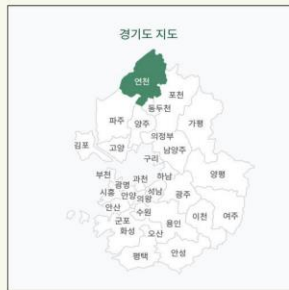 경기도 지도
연천
포천
동두천
파주
양주
가평
의정부
김포
고양
남양주
구리
양평
부천
하남
과천
광명
시흥
안양
성남
의왕
광주
안산
군포
수원
이천
여주
용인
화성
오산
평택
안성